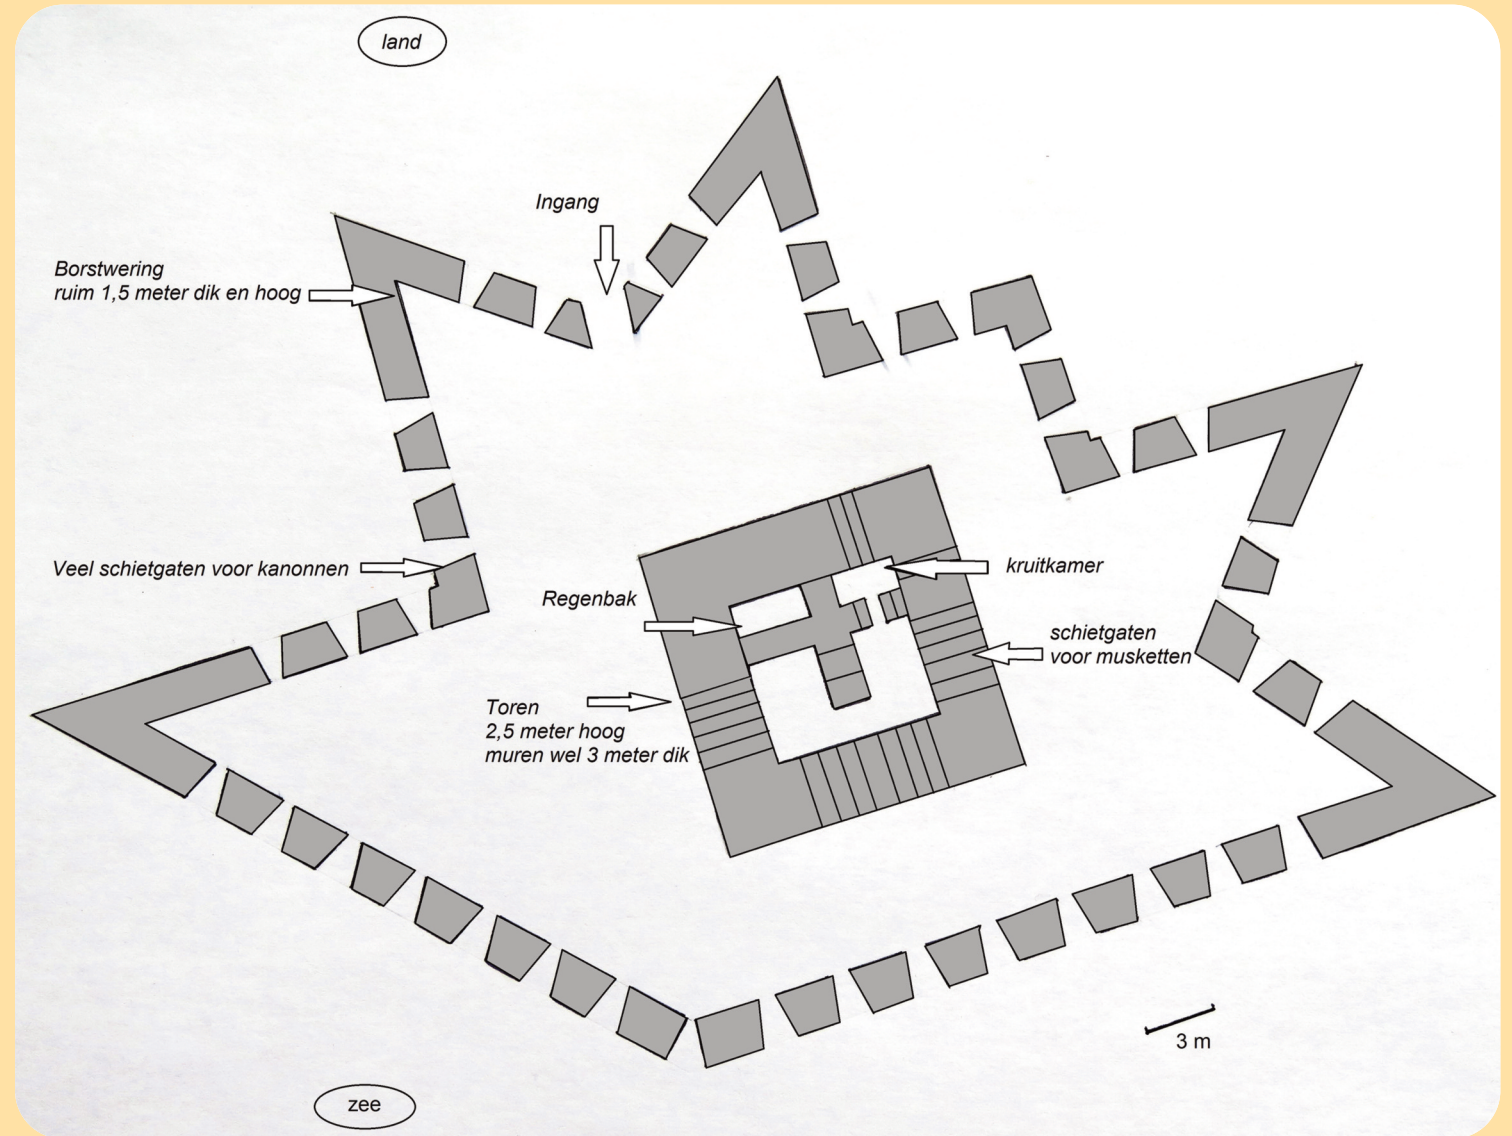 land
Ingang
Borstwering
ruim 1,5 meter dik en hoog
Veel schietgaten voor kanonnen
kruitkamer
Regenbak
schietgaten
voor musketten
Toren
2,5 meter hoog
muren wel 3 meter dik
3 m
zee